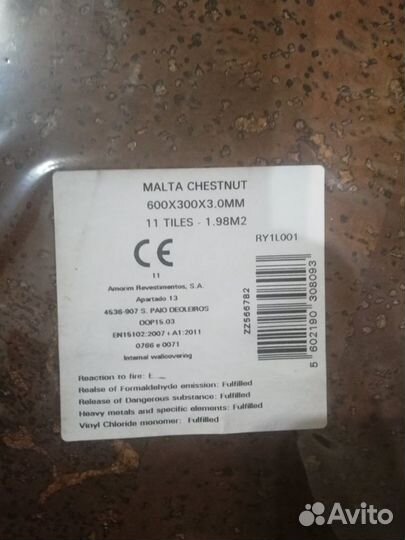 MALTA CHESTNUT
600X300X3.0MM
11 TILES - 1.98M2
RY1L001
CE
11
Amorim Revestimentos, S.A.
Apartado 13
4536-907 S. PAIO DEOLEIROS
DOP15.03
EN15102:2007 + A1:2011
0766 e 0071
Internal wallcovering
ZZ566782
5 602190 308093
Reaction to fire: E
Realse of Formaldehyde emission: Fulfilled
Release of Dangerous substance: Fulfilled
Heavy metals and specific elements: Fulfilled
Vinyl Chloride monomer: Fulfilled
Avito